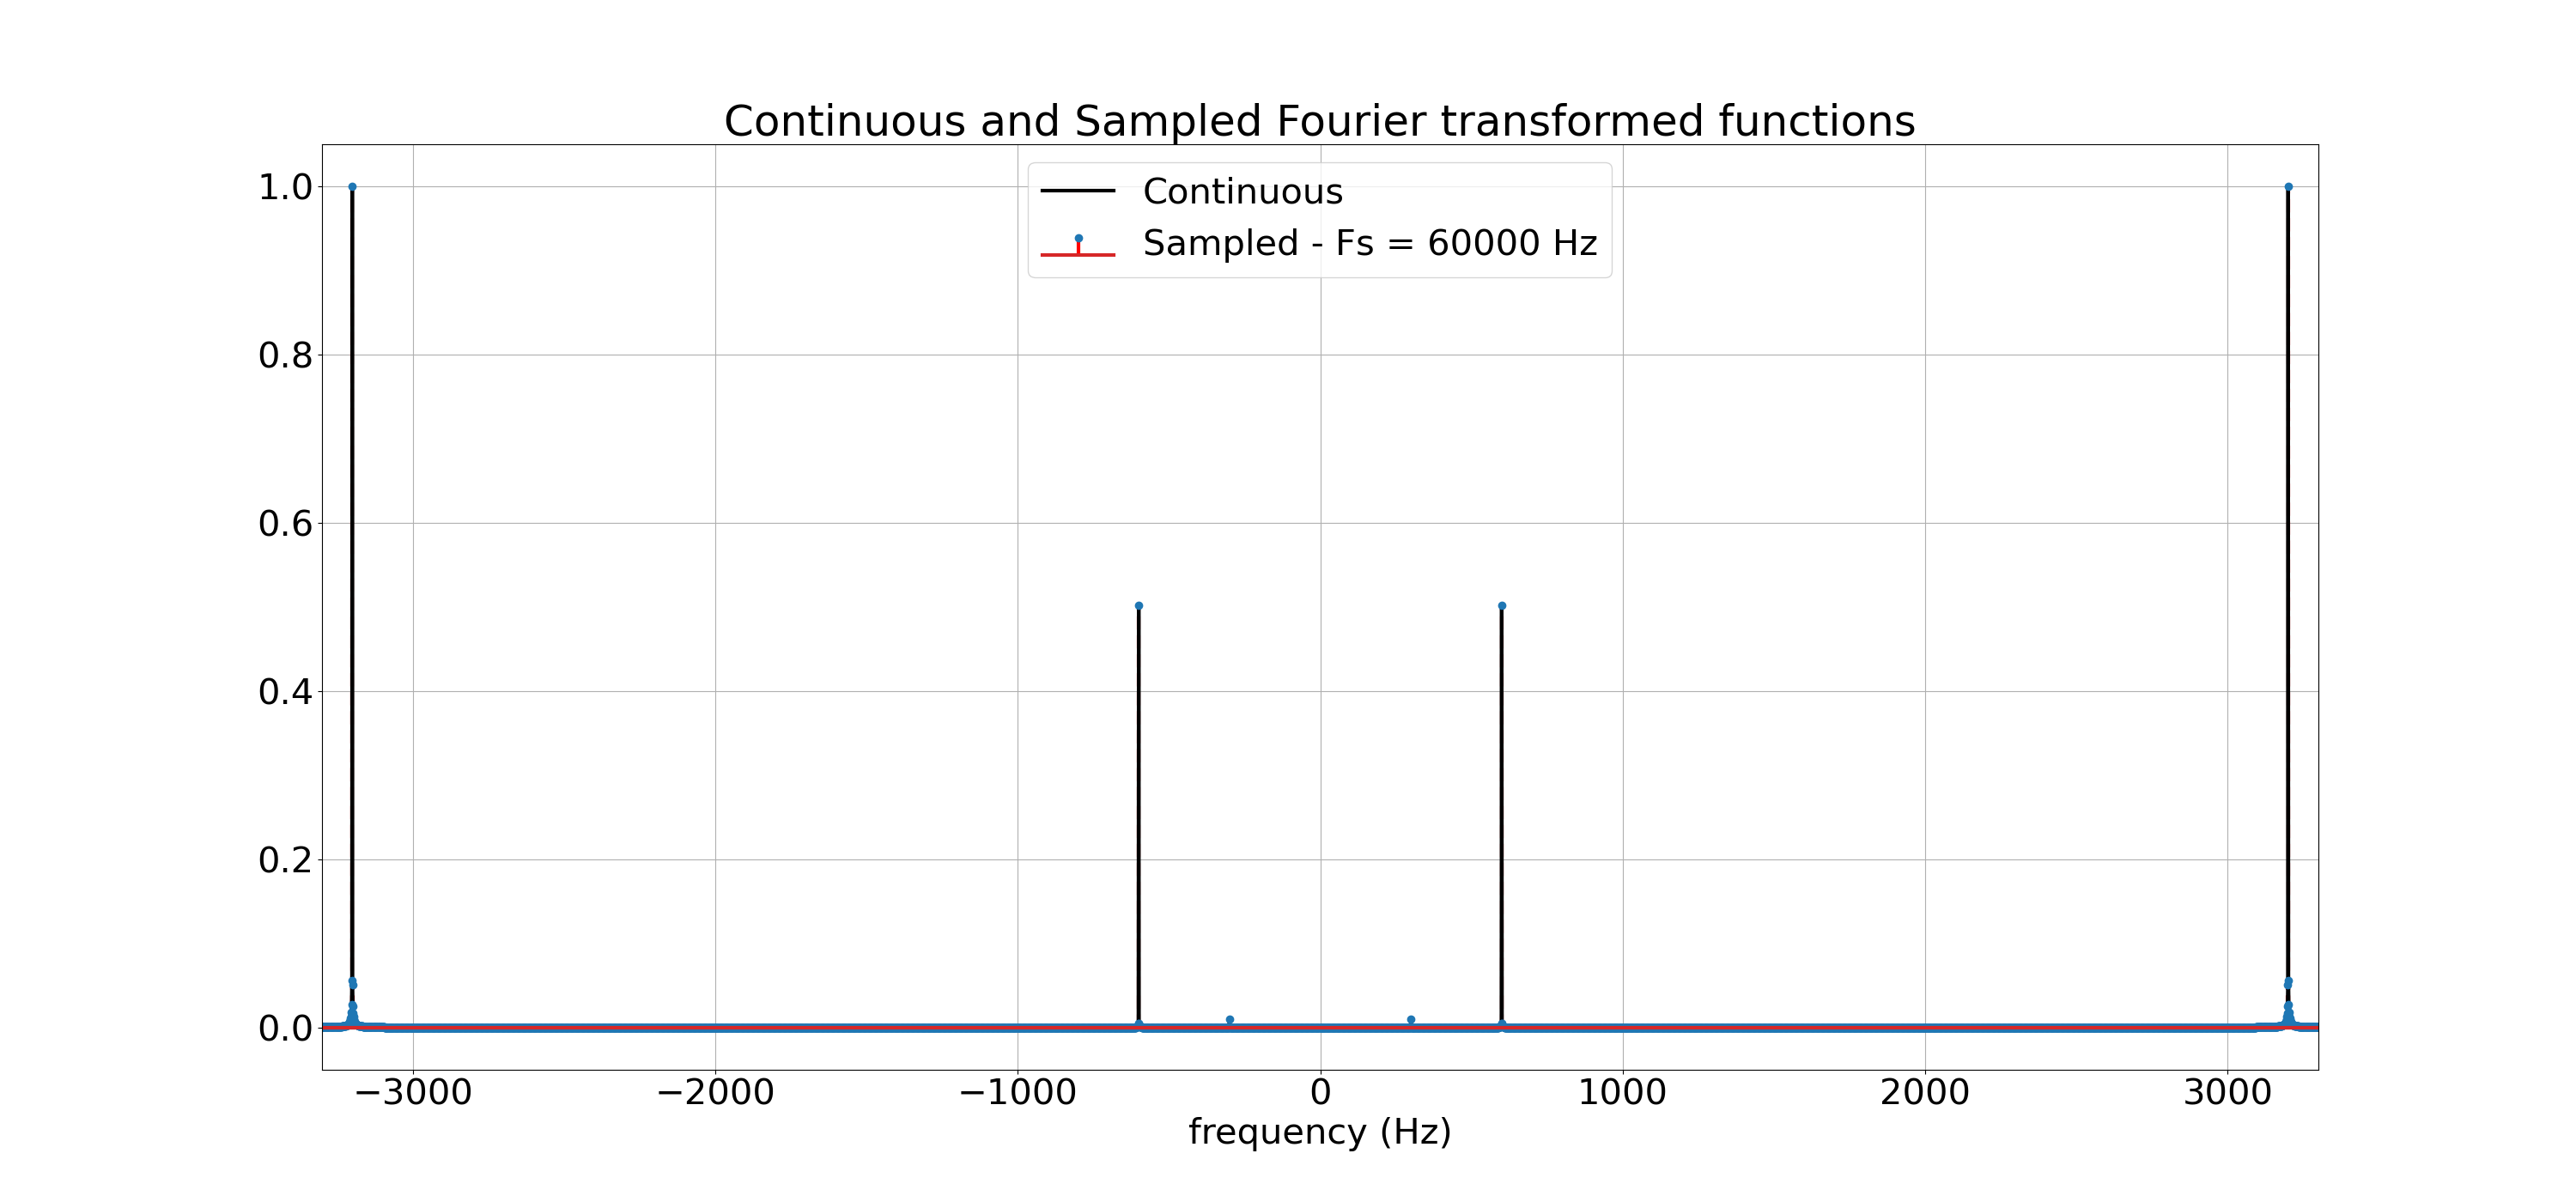 Continuous and Sampled Fourier transformed functions
Continuous
Sampled - Fs = 60000 Hz
1.0
0.8
0.6
0.4
0.2
0.0
−3000 −2000 −1000 0 1000 2000 3000
frequency (Hz)